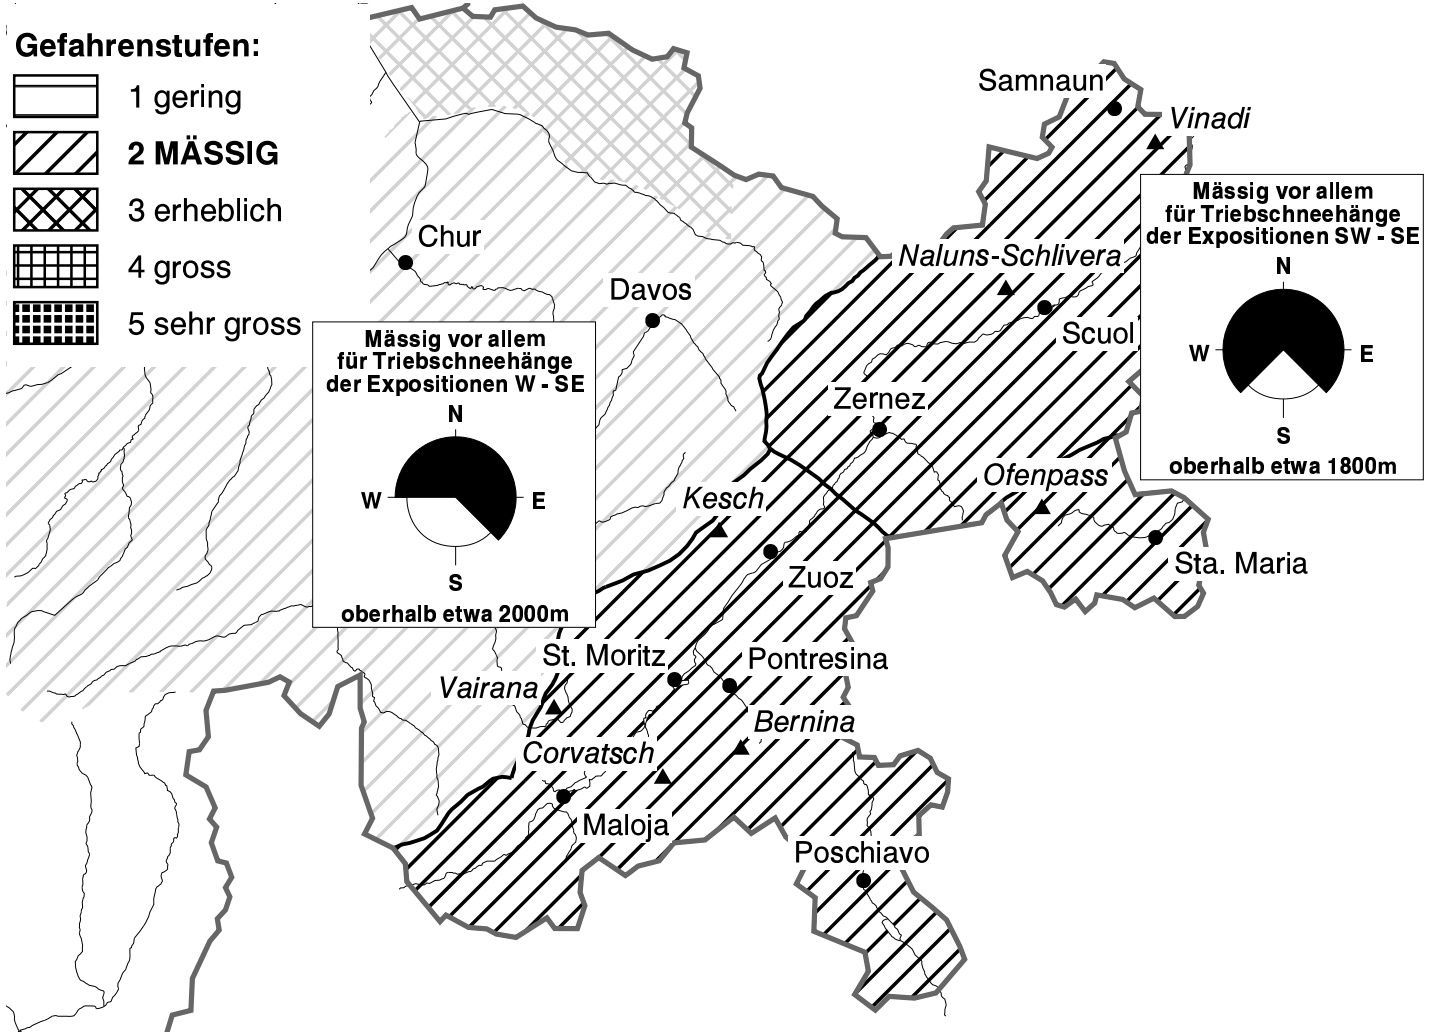 Gefahrenstufen:
1 gering
2 MÄSSIG
3 erheblich
4 gross
5 sehr gross
Samnaun
Vinadi
Mässig vor allem
für Triebschneehänge
der Expositionen SW - SE
N
W
E
S
oberhalb etwa 1800m
Chur
Naluns-Schlivera
Davos
Scuol
Mässig vor allem
für Triebschneehänge
der Expositionen W - SE
N
W
E
S
oberhalb etwa 2000m
Zernez
Ofenpass
Kesch
Zuoz
Sta. Maria
St. Moritz
Pontresina
Vairana
Bernina
Corvatsch
Maloja
Poschiavo